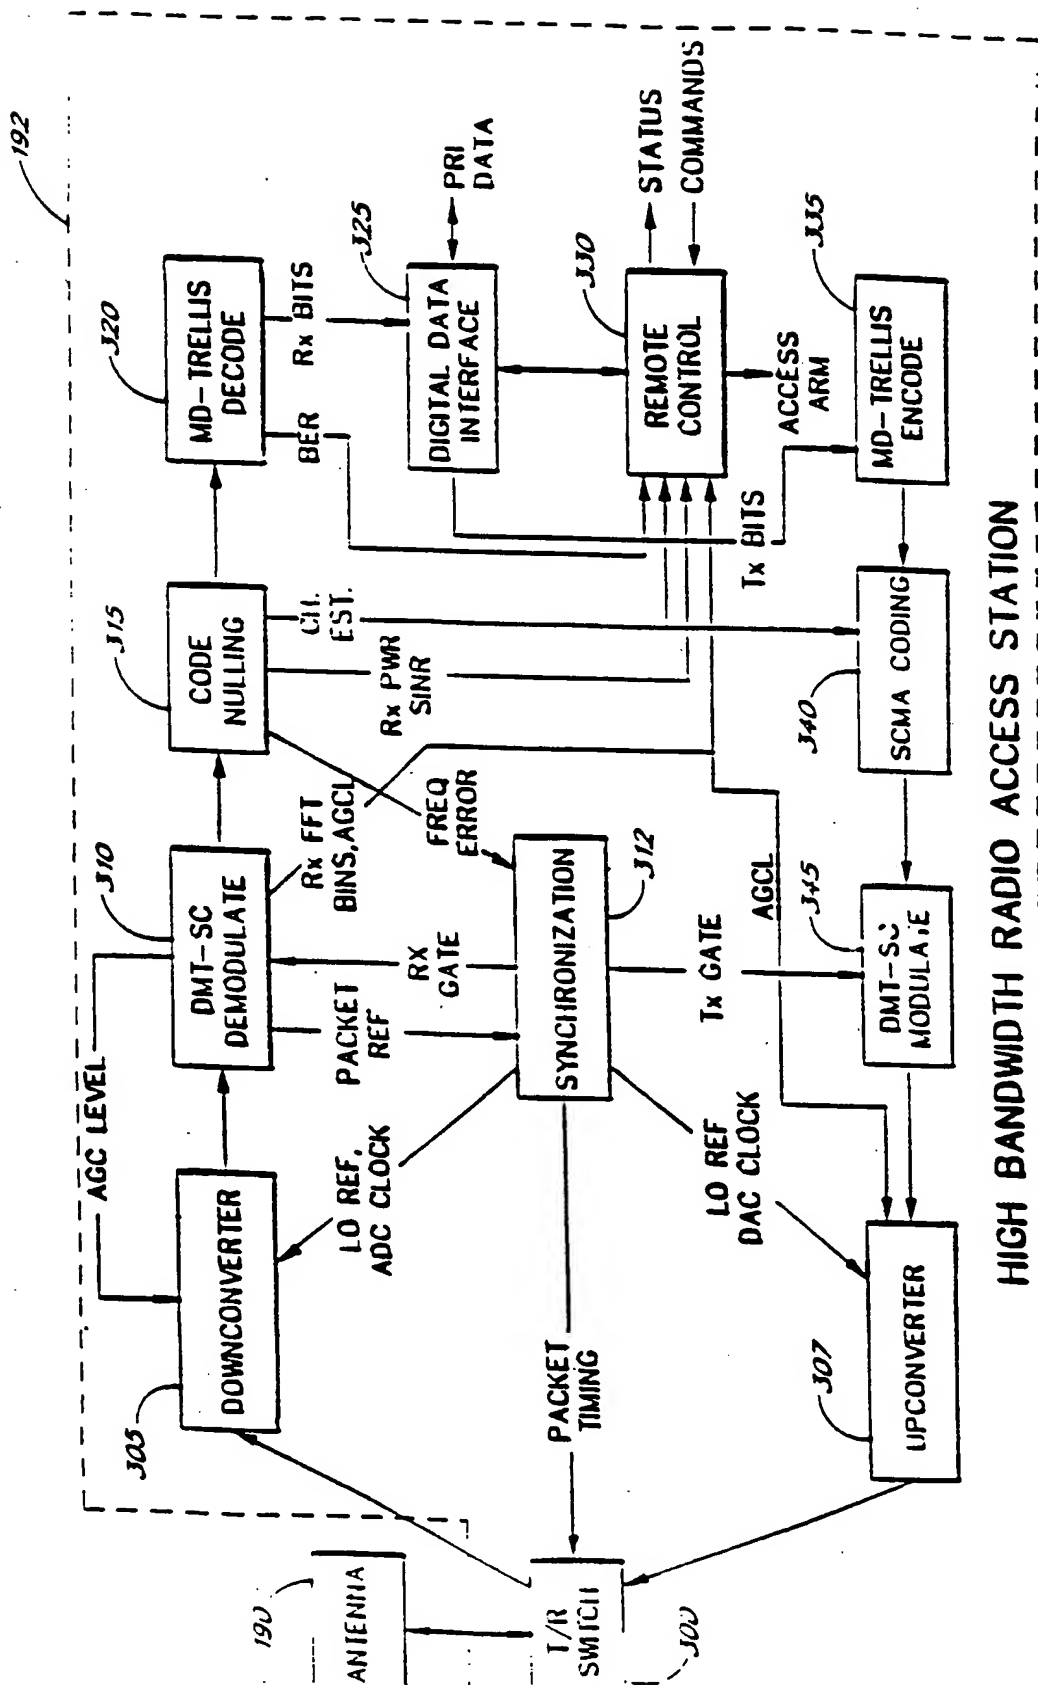 192
190
ANTENNA
T/R
SWITCH
300
305
DOWNCONVERTER
AGC LEVEL
310
DMT-SC
DEMODULATE
315
CODE
NULLING
320
MD-TRELLIS
DECODE
LO REF,
ADC CLOCK
PACKET
REF
RX
GATE
Rx FFT
BINS,AGCL
FREQ
ERROR
Rx PWR
SINR
CH.
EST.
BER
Rx BITS
325
DIGITAL DATA
INTERFACE
PRI
DATA
PACKET
TIMING
SYNCHRONIZATION
312
330
REMOTE
CONTROL
STATUS
COMMANDS
LO REF
DAC CLOCK
Tx GATE
AGCL
Tx BITS
ACCESS
ARM
307
UPCONVERTER
345
DMT-SC
MODULATE
340
SCMA CODING
335
MD-TRELLIS
ENCODE
HIGH BANDWIDTH RADIO ACCESS STATION